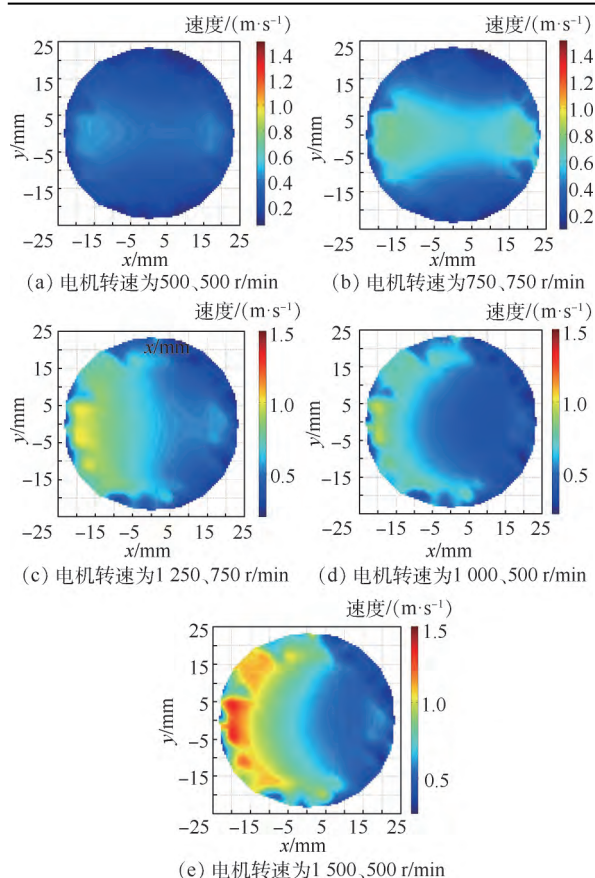 速度/(m·s⁻¹) 速度/(m·s⁻¹)
25 1.4 25 1.4
15 1.2 15 1.2
y/mm 5 1.0 y/mm 5 1.0
0.8 0.8
-5 0.6 -5 0.6
-15 0.4 -15 0.4
0.2 0.2
-25 -15 -5 5 15 25 -25 -15 -5 5 15 25
x/mm x/mm
(a) 电机转速为500、500 r/min (b) 电机转速为750、750 r/min
速度/(m·s⁻¹) 速度/(m·s⁻¹)
25 x/mm 1.5 25 1.5
15 15
y/mm 5 1.0 y/mm 5 1.0
-5 -5
-15 0.5 -15 0.5
-25 -15 -5 5 15 25 -25 -15 -5 5 15 25
x/mm x/mm
(c) 电机转速为1 250、750 r/min (d) 电机转速为1 000、500 r/min
速度/(m·s⁻¹)
25 1.5
15
y/mm 5 1.0
-5
-15 0.5
-25 -15 -5 5 15 25
x/mm
(e) 电机转速为1 500、500 r/min